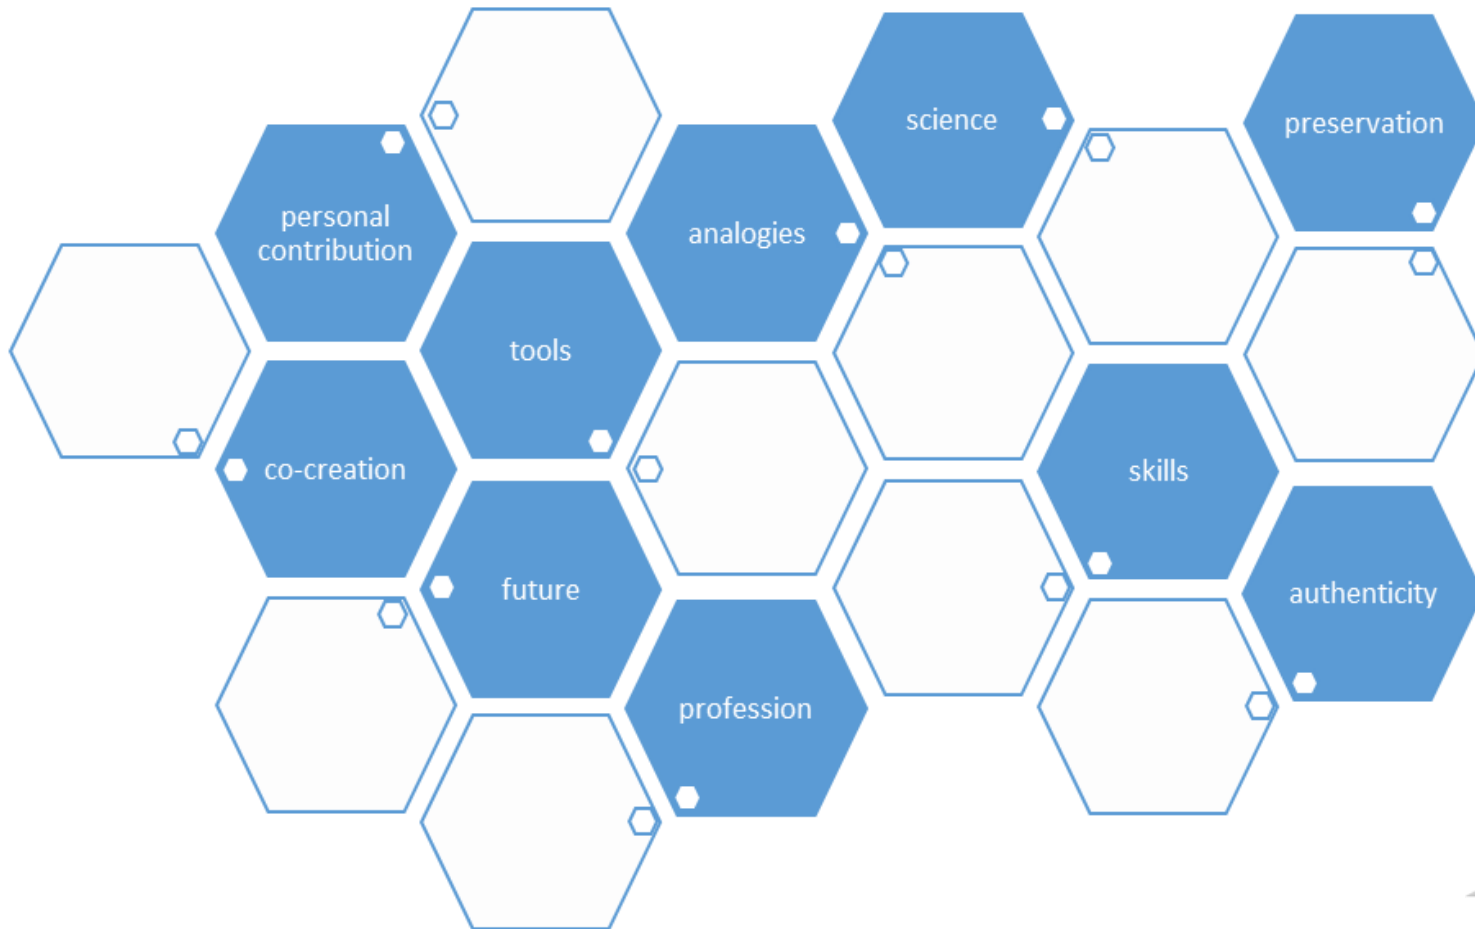 science
preservation
personal
contribution
analogies
tools
co-creation
skills
future
authenticity
profession